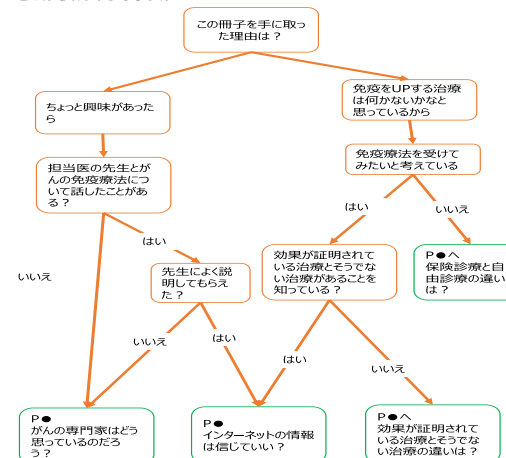 この冊子を手に取っ
た理由は？
ちょっと興味があった
ら
免疫をUPする治療
は何かないかなと
思っているから
担当医の先生とが
んの免疫療法につ
いて話したことがあ
る？
免疫療法を受けて
みたいと考えている
はい
いいえ
はい
先生によく説
明してもらえ
た？
効果が証明されて
いる治療とそうでな
い治療があることを
知っている？
P●へ
保険診療と自
由診療の違い
は？
いいえ
いいえ
はい
はい
いいえ
P●
がんの専門家はどう
思っているのだろ
う？
P●
インターネットの情報
は信じていい？
P●へ
効果が証明されて
いる治療とそうでな
い治療の違いは？